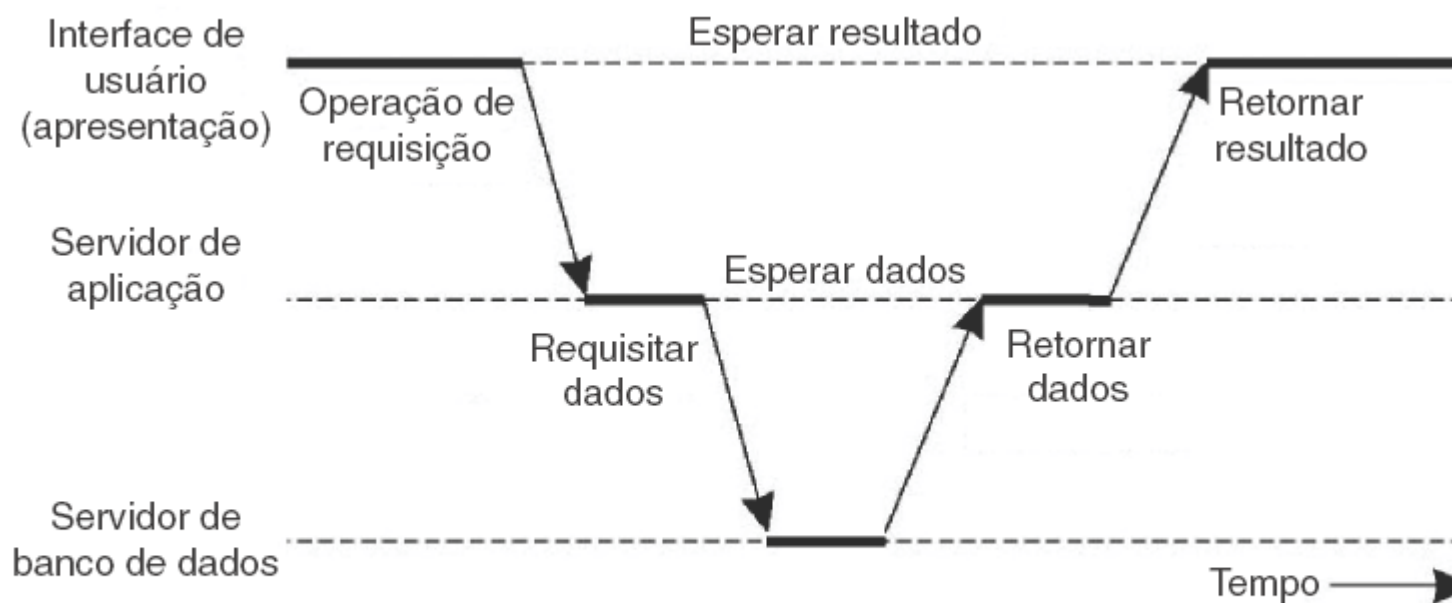 Interface de
usuário
(apresentação)
Esperar resultado
Operação de
requisição
Retornar
resultado
Servidor de
aplicação
Esperar dados
Requisitar
dados
Retornar
dados
Servidor de
banco de dados
Tempo